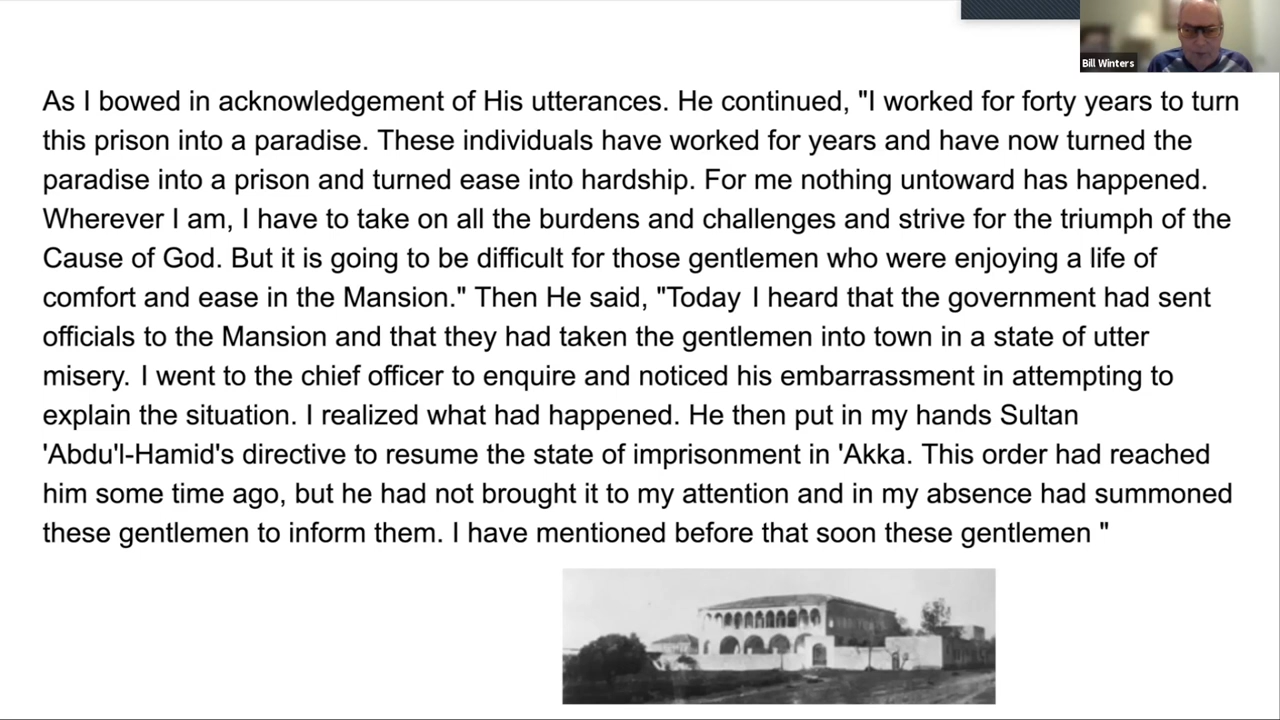 Bill Winters
As I bowed in acknowledgement of His utterances. He continued, "I worked for forty years to turn
this prison into a paradise. These individuals have worked for years and have now turned the
paradise into a prison and turned ease into hardship. For me nothing untoward has happened.
Wherever I am, I have to take on all the burdens and challenges and strive for the triumph of the
Cause of God. But it is going to be difficult for those gentlemen who were enjoying a life of
comfort and ease in the Mansion." Then He said, "Today I heard that the government had sent
officials to the Mansion and that they had taken the gentlemen into town in a state of utter
misery. I went to the chief officer to enquire and noticed his embarrassment in attempting to
explain the situation. I realized what had happened. He then put in my hands Sultan
'Abdu'l-Hamid's directive to resume the state of imprisonment in 'Akka. This order had reached
him some time ago, but he had not brought it to my attention and in my absence had summoned
these gentlemen to inform them. I have mentioned before that soon these gentlemen "